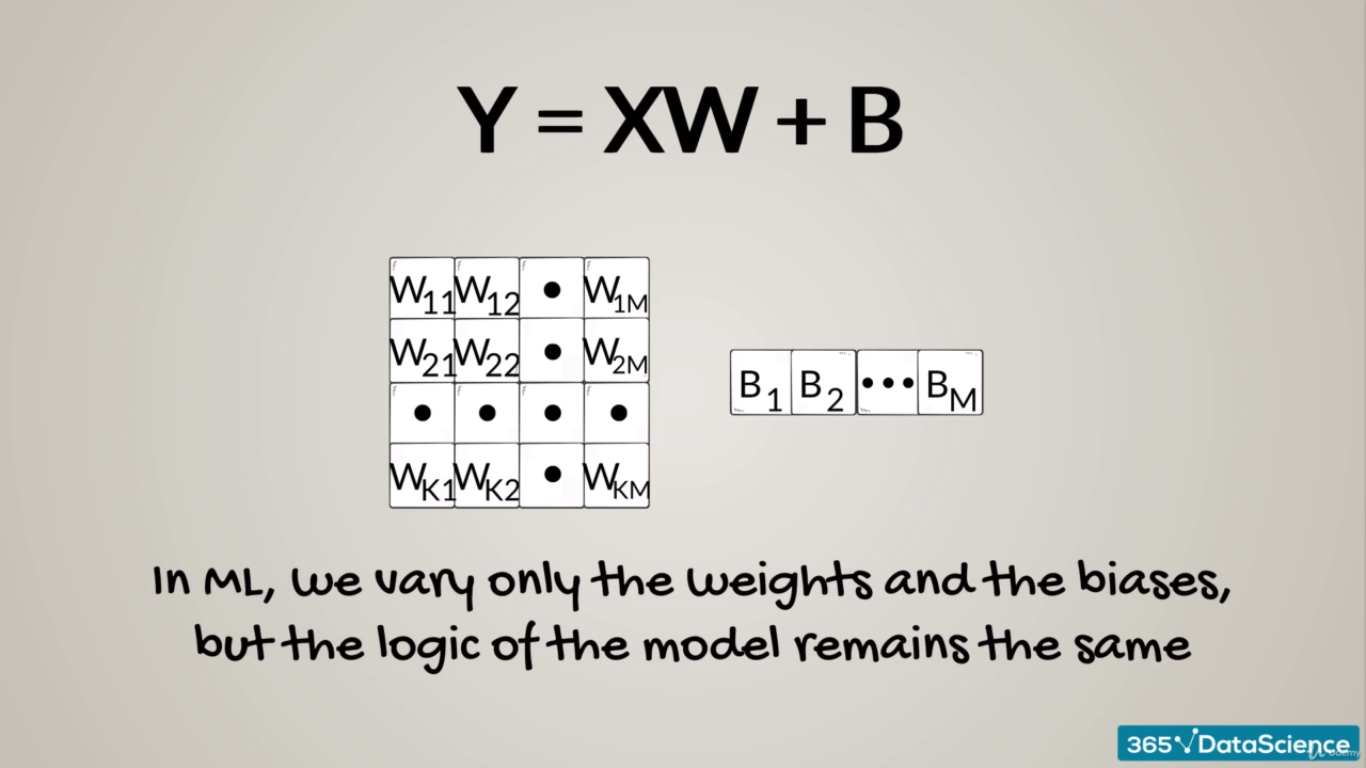 Y = XW + B
W11 W12 • W1M
W21 W22 • W2M
• • • •
WK1 WK2 • WKM
B1 B2 ••• BM
In ML, we vary only the weights and the biases,
but the logic of the model remains the same
365 DataScience
Udemy